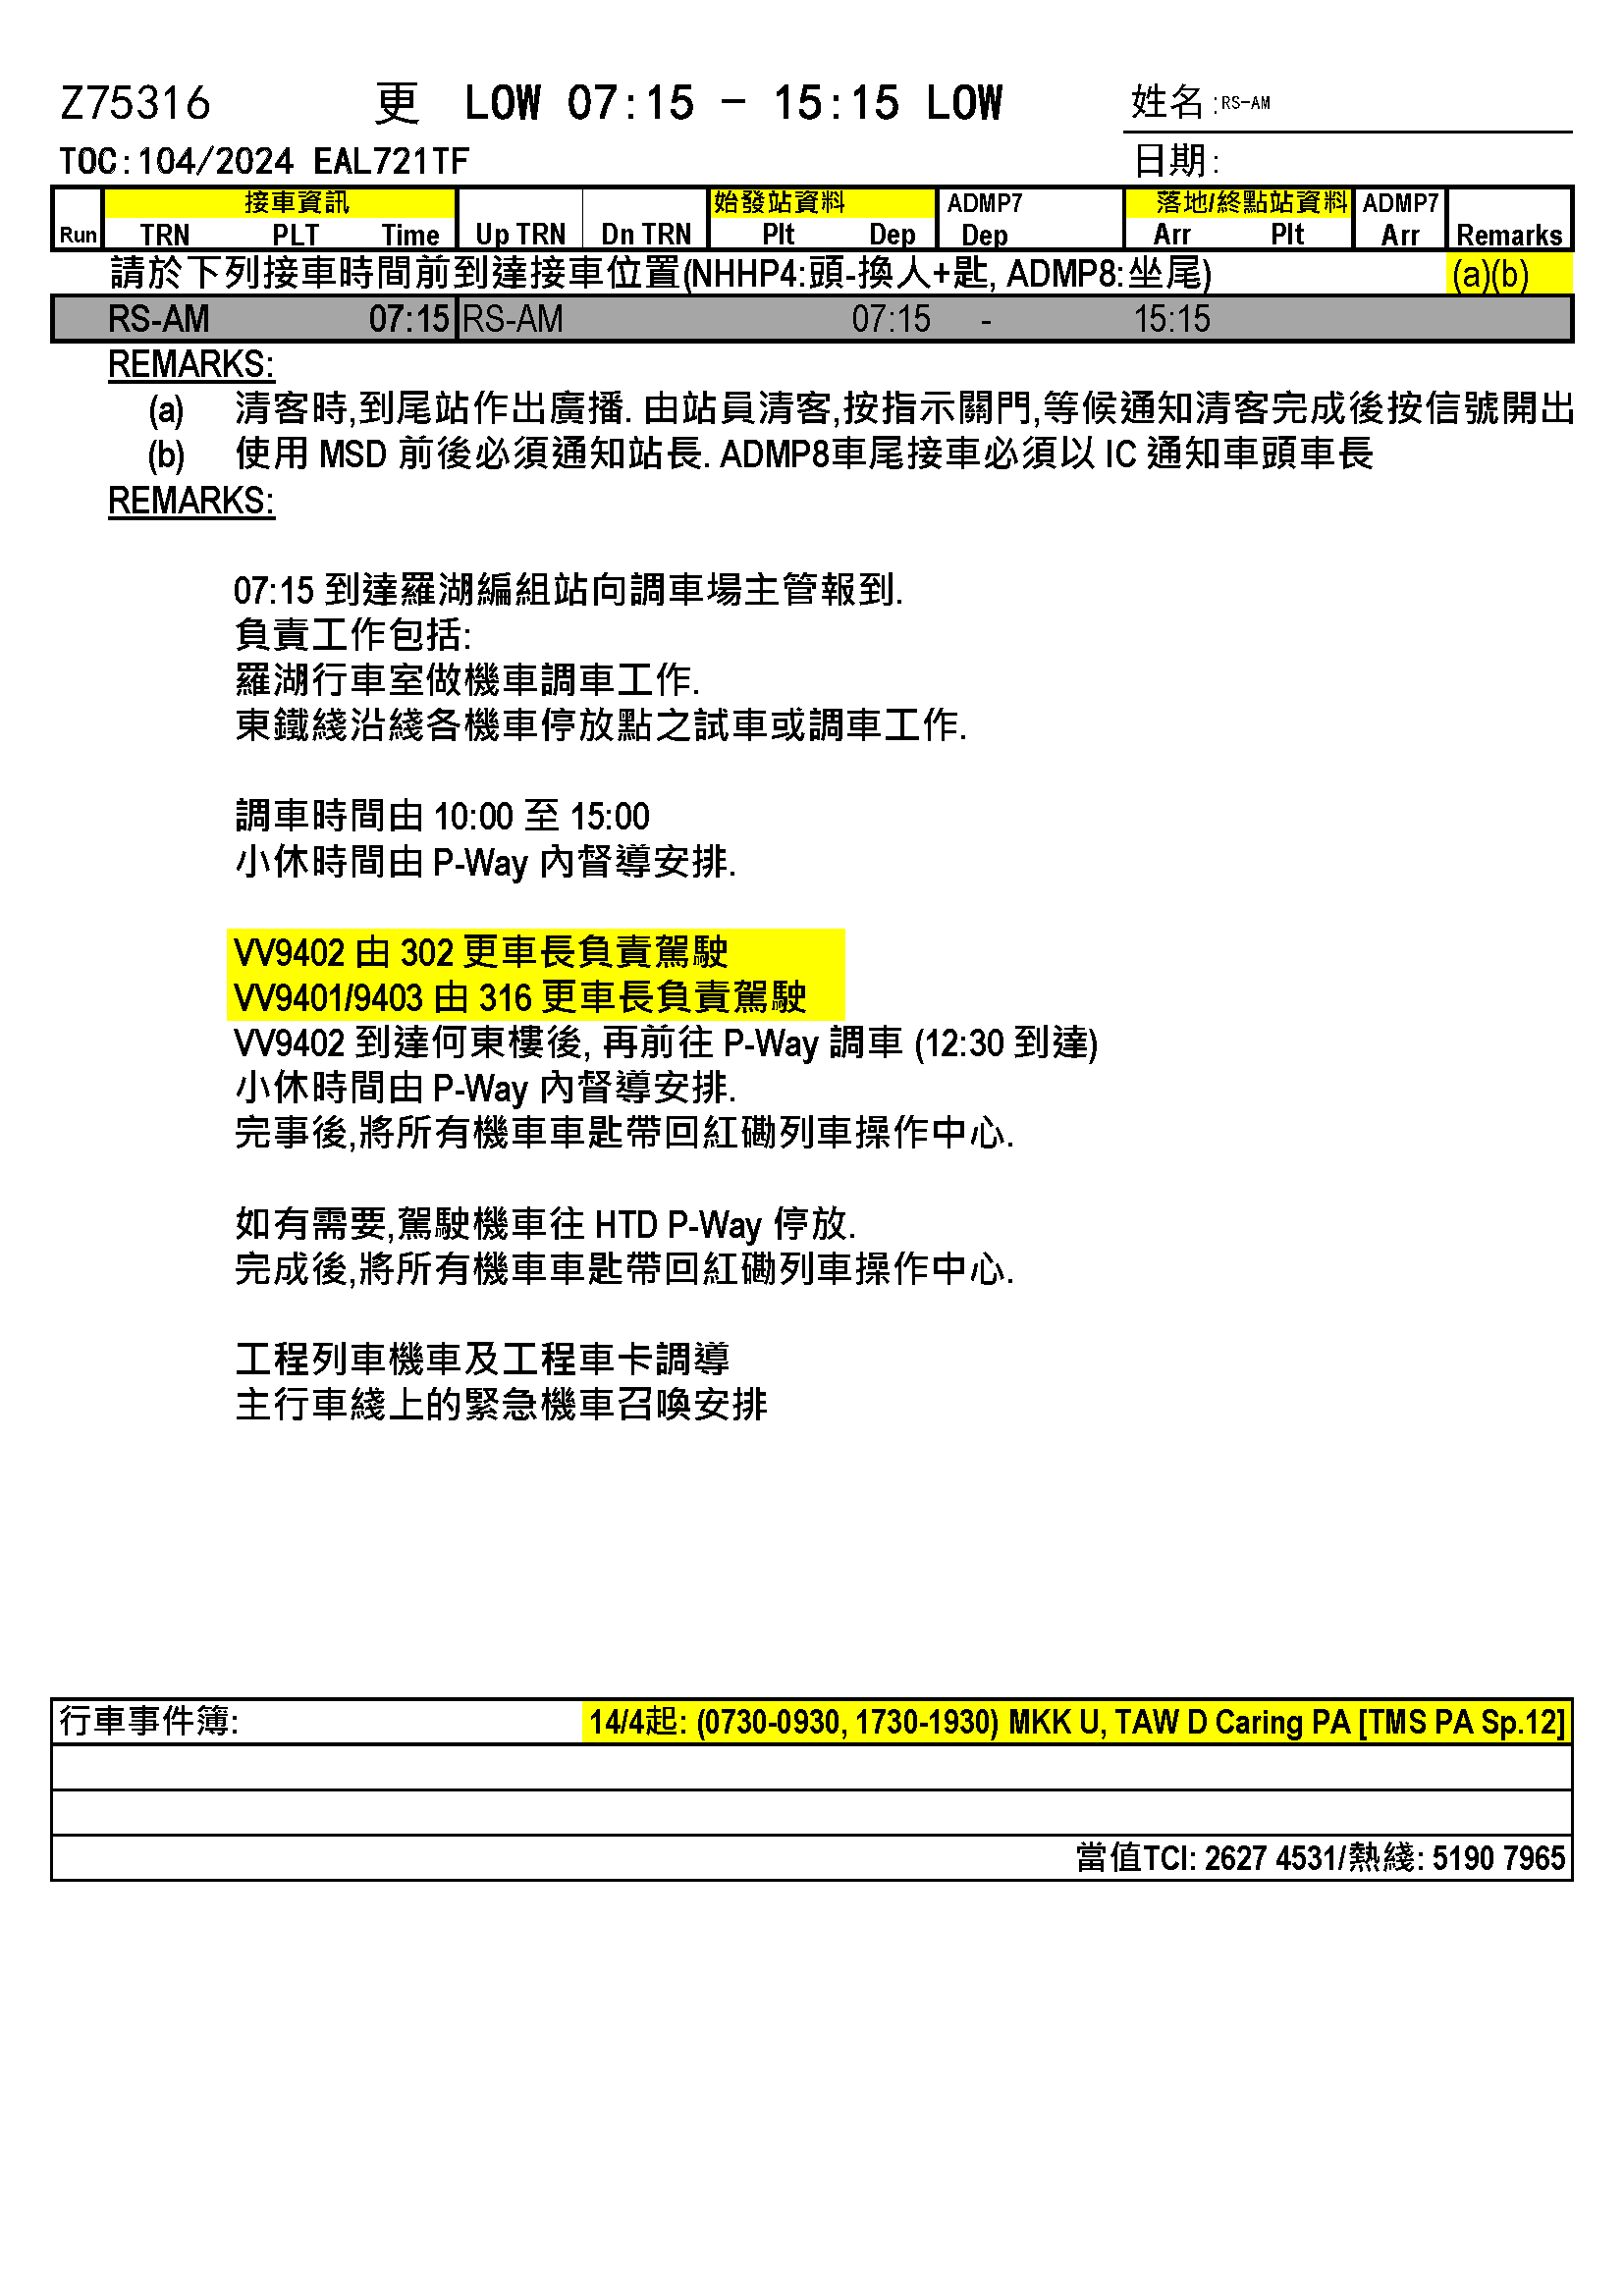 Z75316 更 LOW 07:15 - 15:15 LOW 姓名:RS-AM
TOC:104/2024 EAL721TF 日期:
接車資訊 始發站資料 ADMP7 落地/終點站資料 ADMP7
Run TRN PLT Time Up TRN Dn TRN Plt Dep Dep Arr Plt Arr Remarks
請於下列接車時間前到達接車位置(NHHP4:頭-換人+匙, ADMP8:坐尾) (a)(b)
RS-AM 07:15 RS-AM 07:15 - 15:15
REMARKS:
(a) 清客時,到尾站作出廣播. 由站員清客,按指示關門,等候通知清客完成後按信號開出
(b) 使用 MSD 前後必須通知站長. ADMP8車尾接車必須以 IC 通知車頭車長
REMARKS:
07:15 到達羅湖編組站向調車場主管報到.
負責工作包括:
羅湖行車室做機車調車工作.
東鐵綫沿綫各機車停放點之試車或調車工作.
調車時間由 10:00 至 15:00
小休時間由 P-Way 內督導安排.
VV9402 由 302 更車長負責駕駛
VV9401/9403 由 316 更車長負責駕駛
VV9402 到達何東樓後, 再前往 P-Way 調車 (12:30 到達)
小休時間由 P-Way 內督導安排.
完事後,將所有機車車匙帶回紅磡列車操作中心.
如有需要,駕駛機車往 HTD P-Way 停放.
完成後,將所有機車車匙帶回紅磡列車操作中心.
工程列車機車及工程車卡調導
主行車綫上的緊急機車召喚安排
行車事件簿: 14/4起: (0730-0930, 1730-1930) MKK U, TAW D Caring PA [TMS PA Sp.12]
當值TCI: 2627 4531/熱綫: 5190 7965